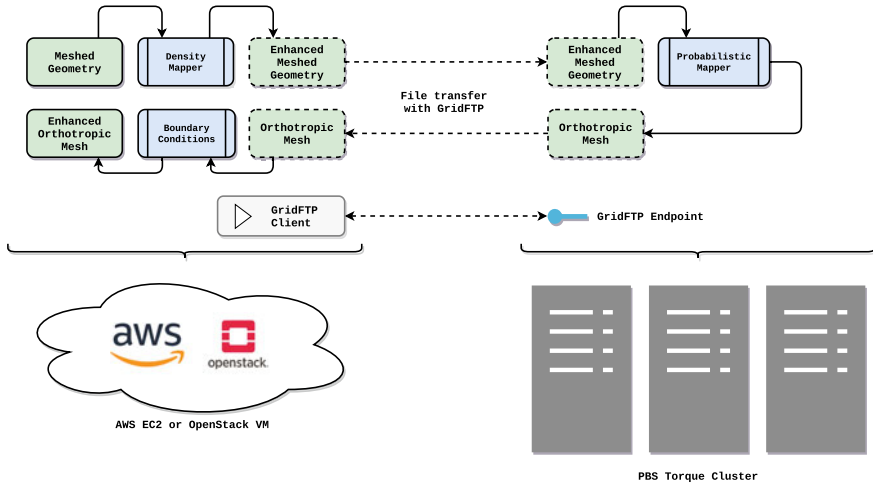 Meshed
Geometry
Density
Mapper
Enhanced
Meshed
Geometry
Enhanced
Meshed
Geometry
Probabilistic
Mapper
File transfer
with GridFTP
Enhanced
Orthotropic
Mesh
Boundary
Conditions
Orthotropic
Mesh
Orthotropic
Mesh
GridFTP
Client
GridFTP Endpoint
aws
openstack.
AWS EC2 or OpenStack VM
PBS Torque Cluster